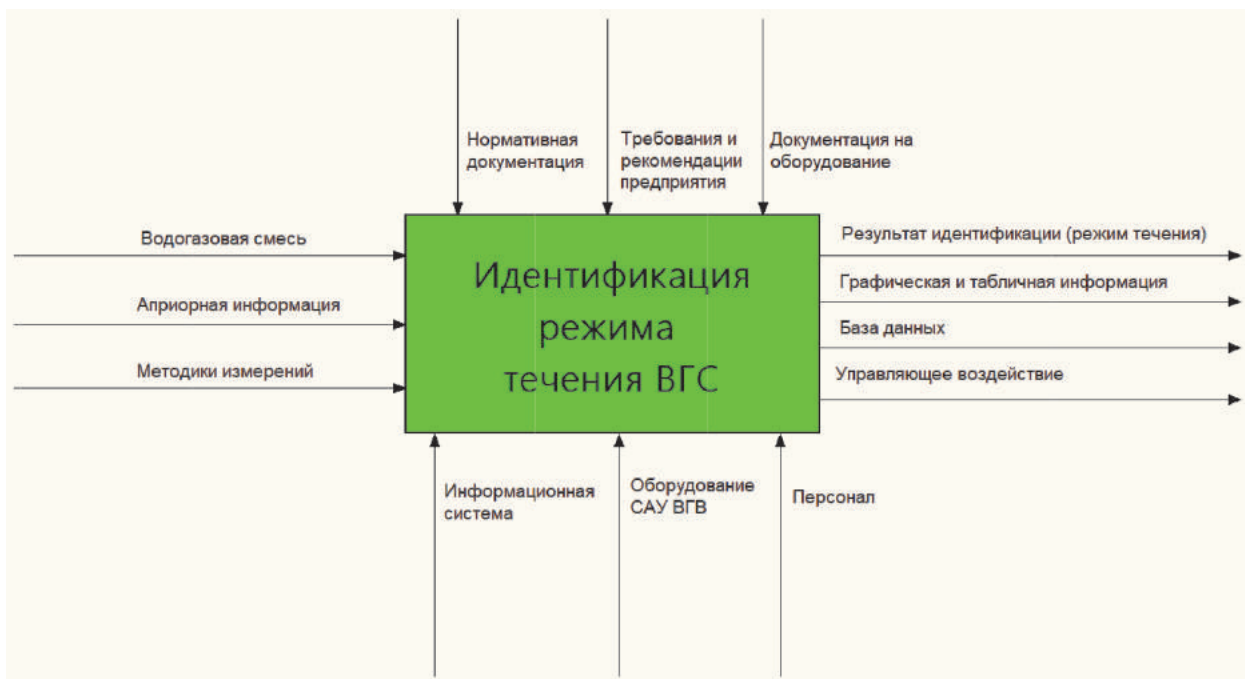 Нормативная
документация
Требования и
рекомендации
предприятия
Документация на
оборудование
Водогазовая смесь
Априорная информация
Методики измерений
Идентификация
режима
течения ВГС
Результат идентификации (режим течения)
Графическая и табличная информация
База данных
Управляющее воздействие
Информационная
система
Оборудование
САУ ВГВ
Персонал